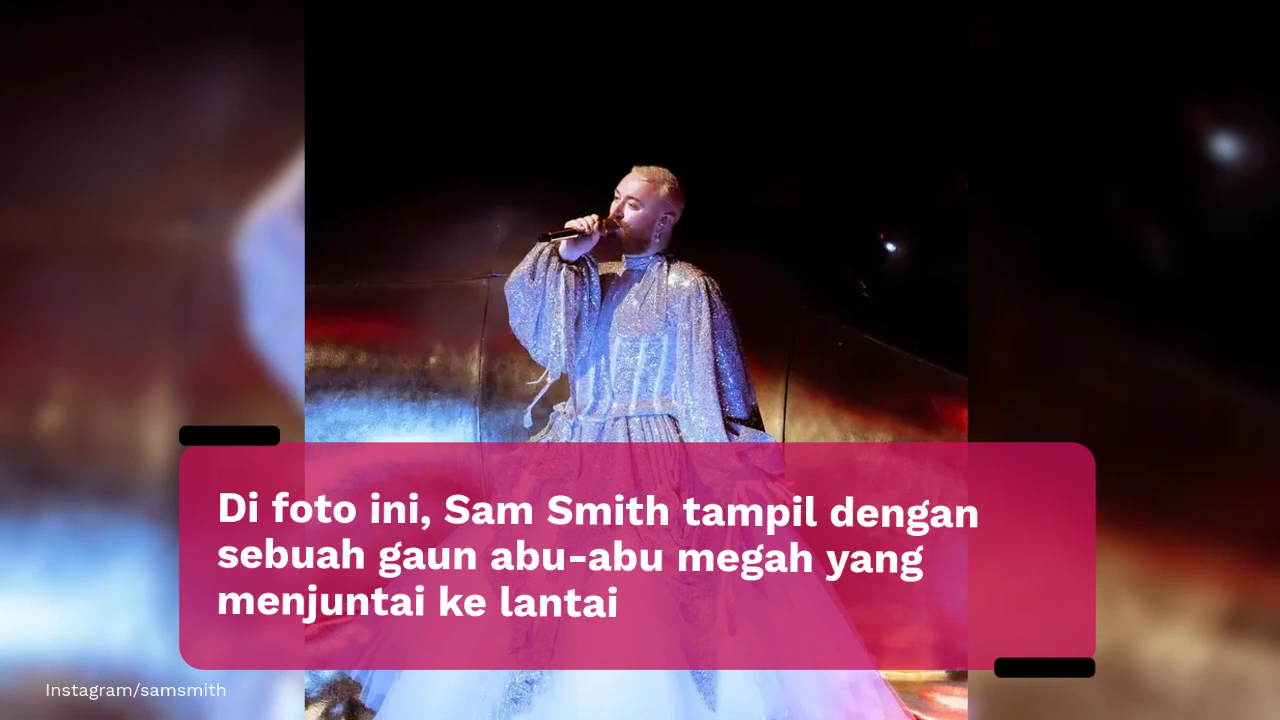 Di foto ini, Sam Smith tampil dengan
sebuah gaun abu-abu megah yang
menjuntai ke lantai
Instagram/samsmith